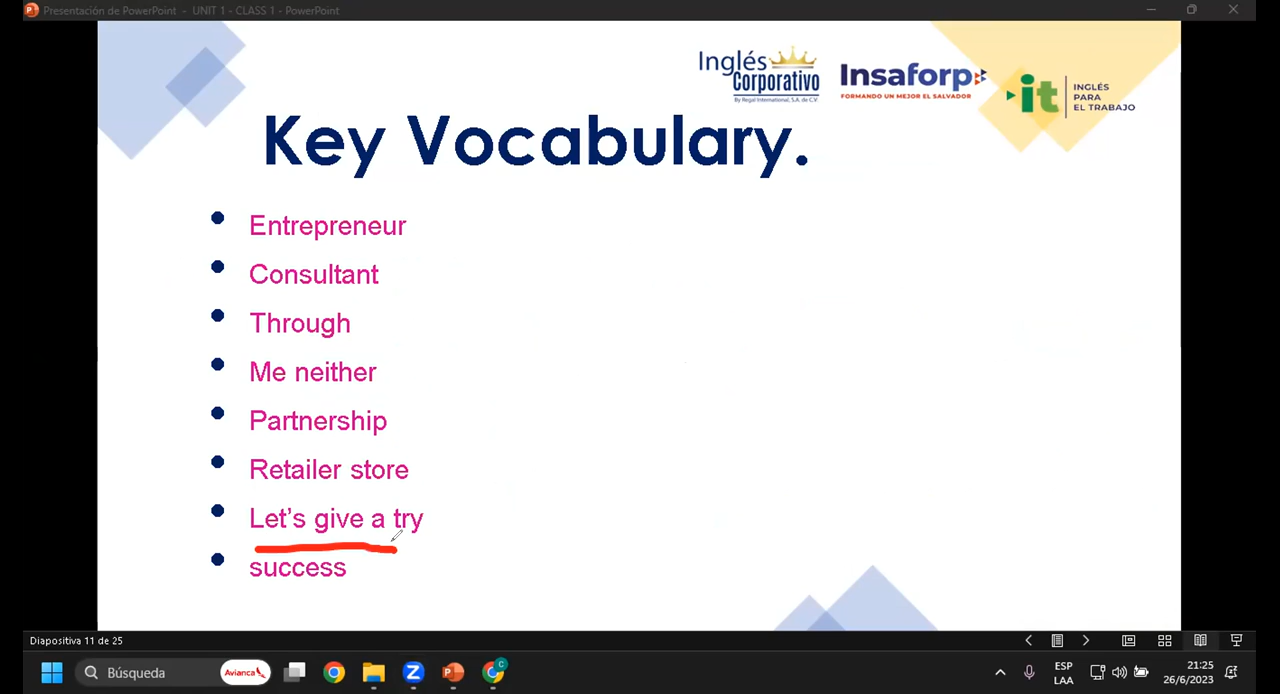 Presentación de PowerPoint - UNIT 1 - CLASS 1 - PowerPoint
Inglés
Corporativo
By Regal International, S.A. de C.V.
Insaforp
FORMANDO UN MEJOR EL SALVADOR
it
INGLÉS
PARA
EL TRABAJO
Key Vocabulary.
Entrepreneur
Consultant
Through
Me neither
Partnership
Retailer store
Let's give a try
success
Diapositiva 11 de 25
Búsqueda
Avianca
ESP
LAA
21:25
26/6/2023